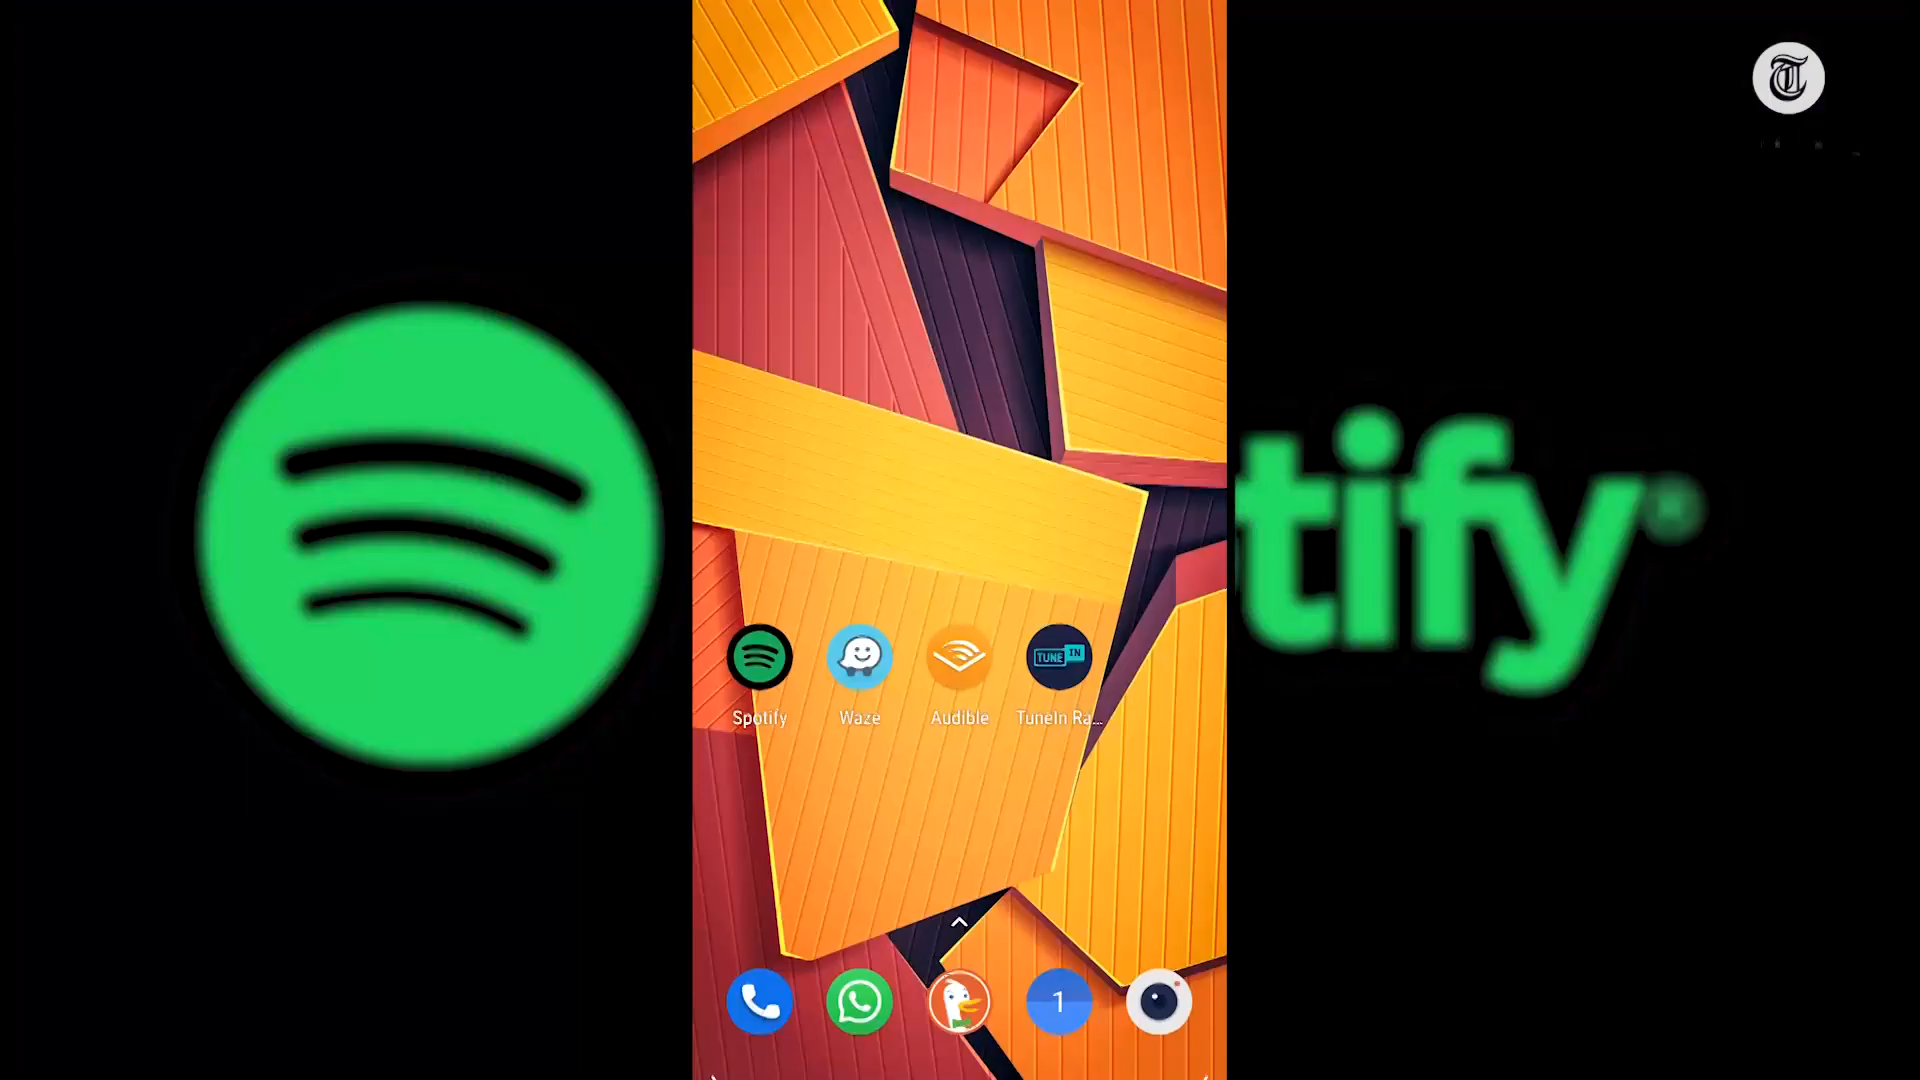 T
tify®
TUNE IN
Spotify Waze Audible TuneIn Ra...
1